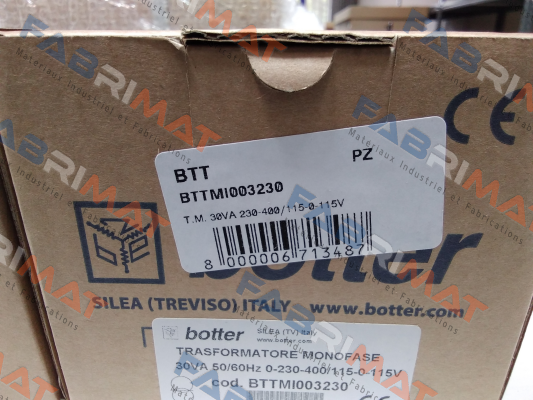 BTT
PZ
BTTMI003230
T.M. 30VA 230-400/115-0-115V
8 000006 713487
botter
SILEA (TREVISO) ITALY www.botter.com
botter SILEA (TV) Italy
www.botter.com
TRASFORMATORE MONOFASE
30VA 50/60Hz 0-230-400/115-0-115V
cod. BTTMI003230
CE
FABRIMAT
Materiaux Industriel et Fabrications